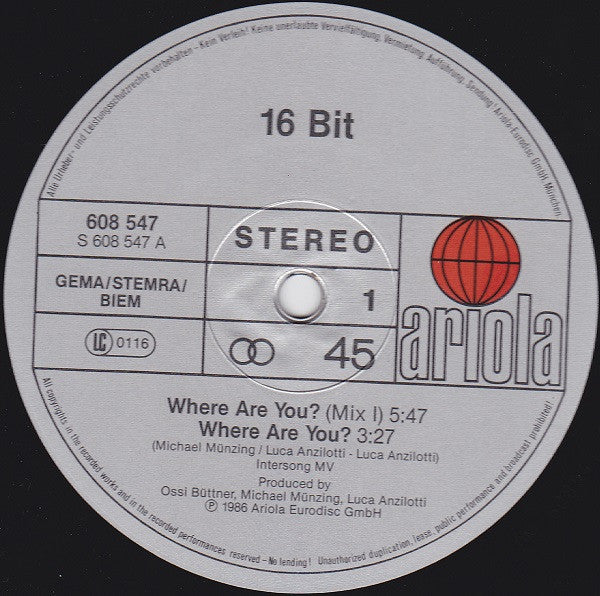 Alle Urheber- und Leistungsschutzrechte vorbehalten - Kein Verleih! Keine unerlaubte Vervielfältigung, Vermietung, Aufführung, Sendung! Ariola-Eurodisc GmbH, München
16 Bit
608 547
S 608 547 A
STEREO
GEMA/STEMRA/
BIEM
1
ariola
LC 0116
45
Where Are You? (Mix I) 5:47
Where Are You? 3:27
(Michael Münzing / Luca Anzilotti - Luca Anzilotti)
Intersong MV
Produced by
Ossi Büttner, Michael Münzing, Luca Anzilotti
Ⓟ 1986 Ariola Eurodisc GmbH
All copyrights in the recorded works and in the recorded performances reserved – No lending! Unauthorized duplication, lease, public performance and broadcast prohibited!